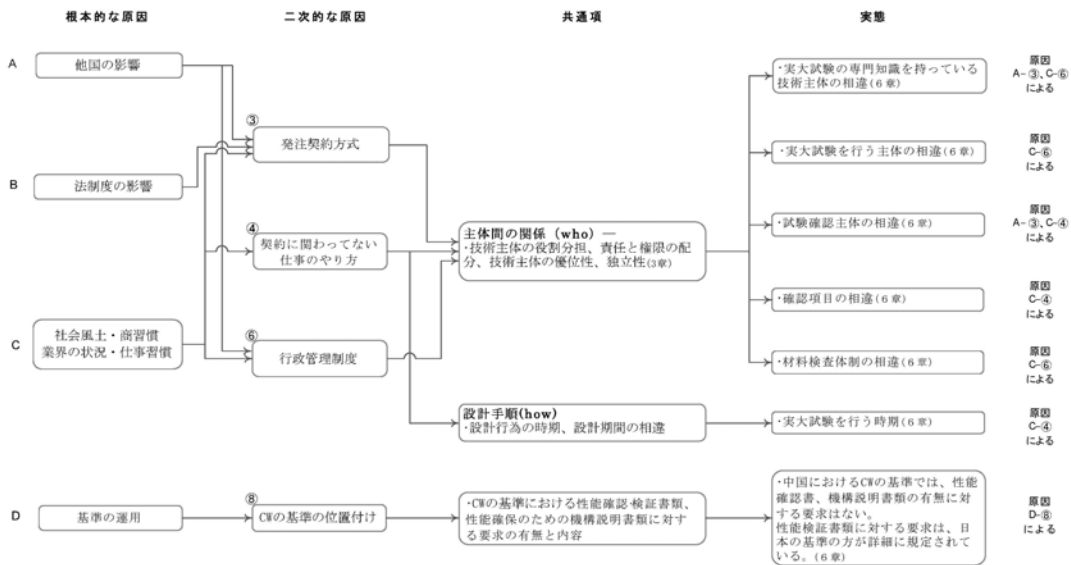 根本的な原因
二次的な原因
共通項
実態
A
他国の影響
B
法制度の影響
C
社会風土・商習慣
業界の状況・仕事習慣
D
基準の運用
③
発注契約方式
④
契約に関わってない
仕事のやり方
⑥
行政管理制度
⑧
CWの基準の位置付け
主体間の関係（who）―
・技術主体の役割分担、責任と権限の配
分、技術主体の優位性、独立性(3章)
設計手順(how)
・設計行為の時期、設計期間の相違
・CWの基準における性能確認・検証書類、
性能確保のための機構説明書類に対す
る要求の有無と内容
・実大試験の専門知識を持っている
技術主体の相違(６章)
・実大試験を行う主体の相違(６章)
・試験確認主体の相違（６章）
・確認項目の相違(６章)
・材料検査体制の相違(６章)
・実大試験を行う時期(６章)
・中国におけるCWの基準では、性能
確認書、機構説明書類の有無に対
する要求はない。
性能検証書類に対する要求は、日
本の基準の方が詳細に規定されて
いる。(６章)
原因
A-③、C-⑥
による
原因
C-⑥
による
原因
A-③、C-④
による
原因
C-④
による
原因
C-⑥
による
原因
C-④
による
原因
D-⑧
による